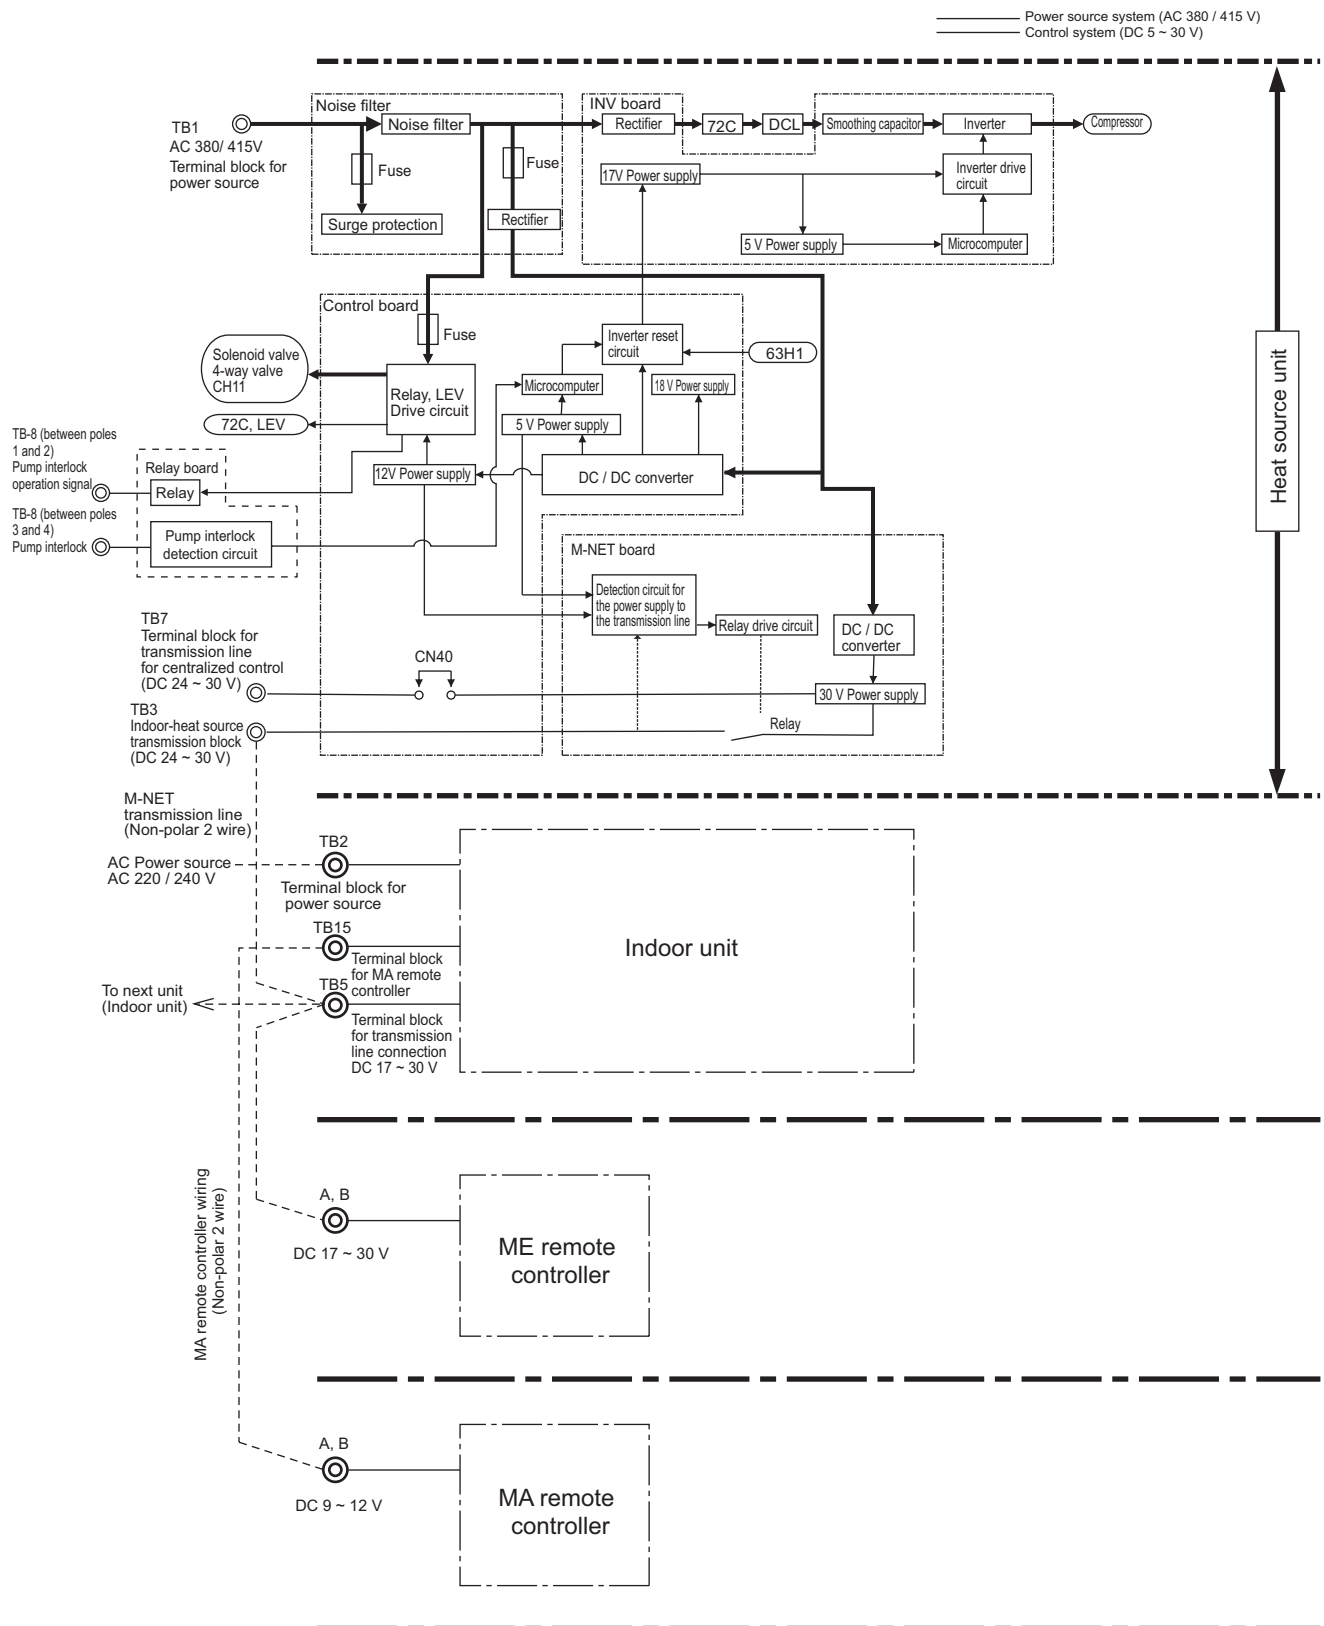 Power source system (AC 380 / 415 V)
Control system (DC 5 ~ 30 V)
Noise filter
TB1
AC 380/ 415V
Terminal block for
power source
Noise filter
Fuse
Surge protection
Fuse
Rectifier
INV board
Rectifier
72C
DCL
Smoothing capacitor
Inverter
Compressor
17V Power supply
Inverter drive
circuit
5 V Power supply
Microcomputer
Control board
Fuse
Solenoid valve
4-way valve
CH11
72C, LEV
Relay, LEV
Drive circuit
Inverter reset
circuit
63H1
Microcomputer
18 V Power supply
5 V Power supply
12V Power supply
DC / DC converter
Heat source unit
TB-8 (between poles
1 and 2)
Pump interlock
operation signal
Relay board
Relay
TB-8 (between poles
3 and 4)
Pump interlock
Pump interlock
detection circuit
M-NET board
Detection circuit for
the power supply to
the transmission line
Relay drive circuit
DC / DC
converter
30 V Power supply
Relay
TB7
Terminal block for
transmission line
for centralized control
(DC 24 ~ 30 V)
CN40
TB3
Indoor-heat source
transmission block
(DC 24 ~ 30 V)
M-NET
transmission line
(Non-polar 2 wire)
AC Power source
AC 220 / 240 V
TB2
Terminal block for
power source
TB15
Terminal block
for MA remote
controller
TB5
Terminal block
for transmission
line connection
DC 17 ~ 30 V
To next unit
(Indoor unit)
Indoor unit
MA remote controller wiring
(Non-polar 2 wire)
A, B
DC 17 ~ 30 V
ME remote
controller
A, B
DC 9 ~ 12 V
MA remote
controller